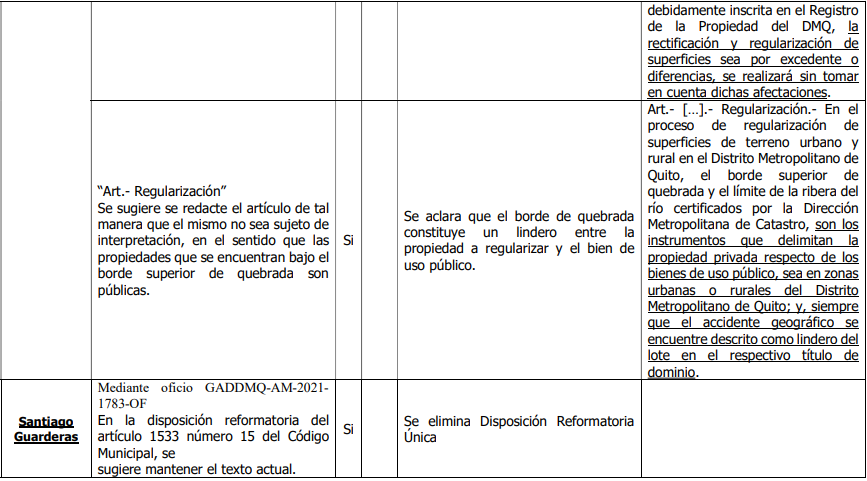 debidamente inscrita en el Registro
de la Propiedad del DMQ, la
rectificación y regularización de
superficies sea por excedente o
diferencias, se realizará sin tomar
en cuenta dichas afectaciones.
“Art.- Regularización”
Se sugiere se redacte el artículo de tal
manera que el mismo no sea sujeto de
interpretación, en el sentido que las
propiedades que se encuentran bajo el
borde superior de quebrada son
públicas.
Si
Se aclara que el borde de quebrada
constituye un lindero entre la
propiedad a regularizar y el bien de
uso público.
Art.- […].- Regularización.- En el
proceso de regularización de
superficies de terreno urbano y
rural en el Distrito Metropolitano de
Quito, el borde superior de
quebrada y el límite de la ribera del
río certificados por la Dirección
Metropolitana de Catastro, son los
instrumentos que delimitan la
propiedad privada respecto de los
bienes de uso público, sea en zonas
urbanas o rurales del Distrito
Metropolitano de Quito; y, siempre
que el accidente geográfico se
encuentre descrito como lindero del
lote en el respectivo título de
dominio.
Santiago
Guarderas
Mediante oficio GADDMQ-AM-2021-
1783-OF
En la disposición reformatoria del
artículo 1533 número 15 del Código
Municipal, se
sugiere mantener el texto actual.
Si
Se elimina Disposición Reformatoria
Única